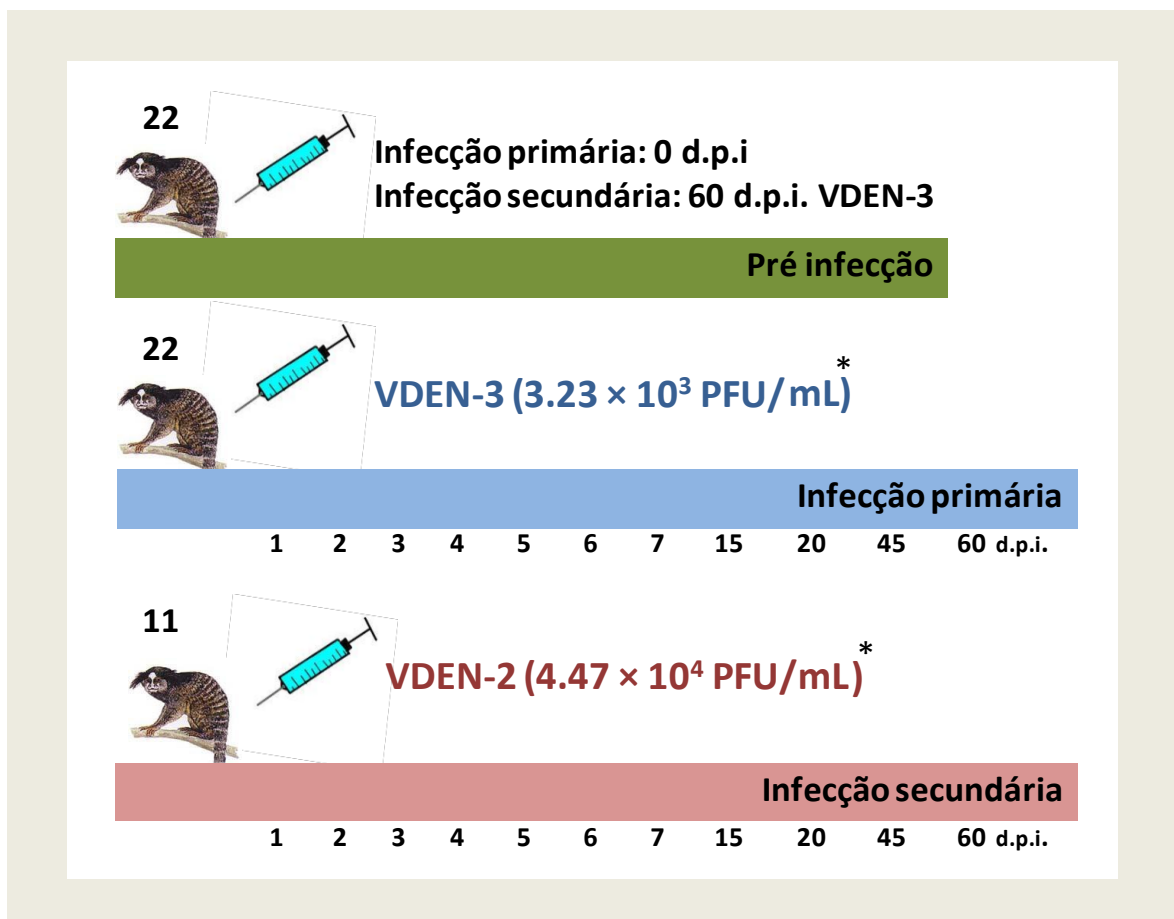 22
Infecção primária: 0 d.p.i
Infecção secundária: 60 d.p.i. VDEN-3
Pré infecção
22
VDEN-3 (3.23 × 10³ PFU/mL)*
Infecção primária
1 2 3 4 5 6 7 15 20 45 60 d.p.i.
11
VDEN-2 (4.47 × 10⁴ PFU/mL)*
Infecção secundária
1 2 3 4 5 6 7 15 20 45 60 d.p.i.